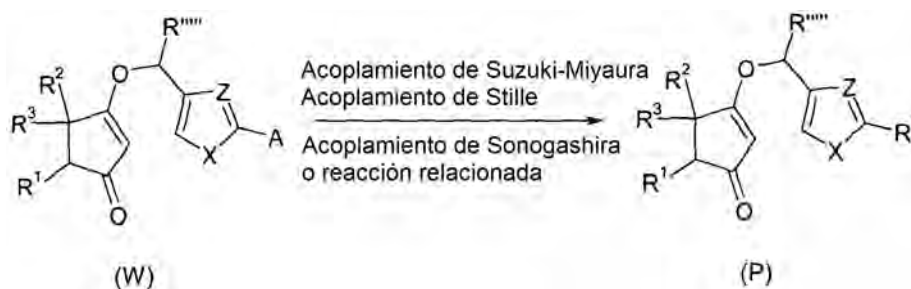 R"""
O
R²
R³
R¹
O
Z
X
A
(W)
Acoplamiento de Suzuki-Miyaura
Acoplamiento de Stille
Acoplamiento de Sonogashira
o reacción relacionada
R"""
O
R²
R³
R¹
O
Z
X
R
(P)